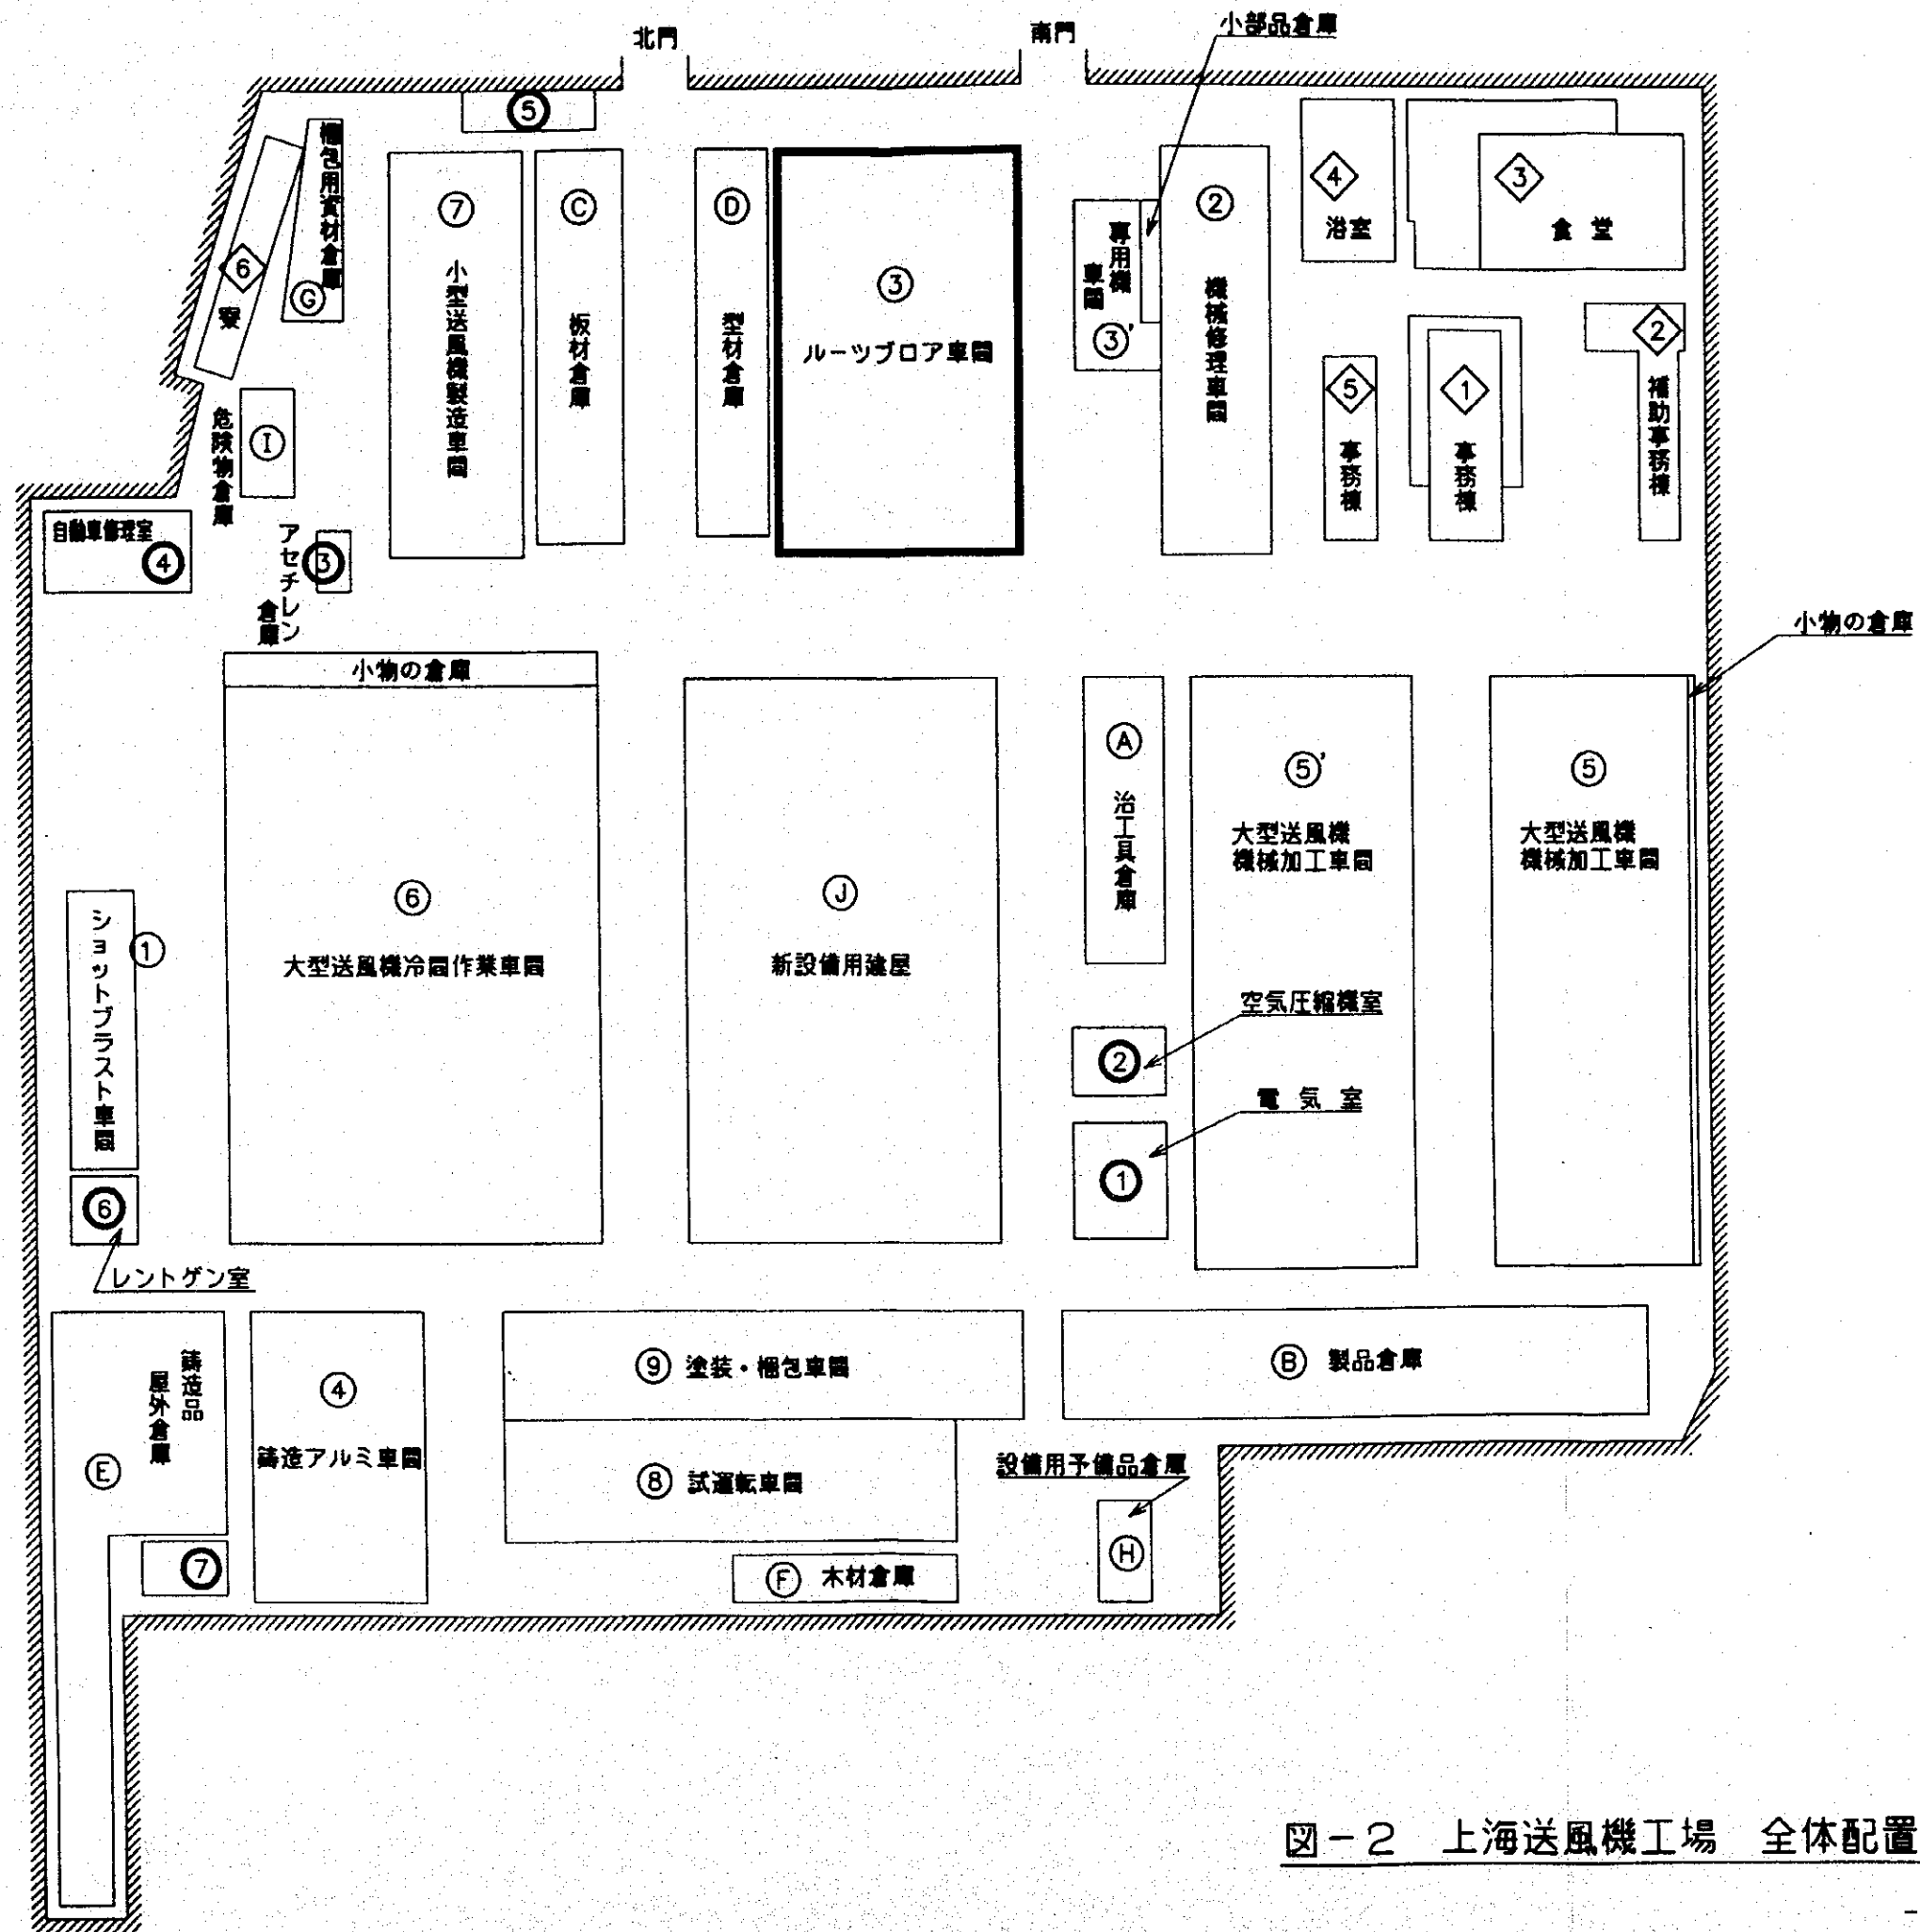 北門
南門
小部品倉庫
⑤
梱包用資材倉庫
Ⓖ
6
寮
⑦
小型送風機製造車間
Ⓒ
板材倉庫
Ⓓ
型材倉庫
③
ルーツブロア車間
専用機
車間
③'
②
機械修理車間
4
浴室
3
食堂
2
補助事務棟
5
事務棟
1
事務棟
危険物倉庫
Ⓘ
自動車修理室
④
アセチレン
倉庫
③
小物の倉庫
小物の倉庫
⑥
大型送風機冷間作業車間
Ⓙ
新設備用建屋
Ⓐ
治工具倉庫
⑤'
大型送風機
機械加工車間
⑤
大型送風機
機械加工車間
①
ショットブラスト車間
空気圧縮機室
②
電気室
①
⑥
レントゲン室
鋳造品
屋外倉庫
Ⓔ
④
鋳造アルミ車間
⑨ 塗装・梱包車間
Ⓑ 製品倉庫
⑧ 試運転車間
設備用予備品倉庫
Ⓗ
⑦
Ⓕ 木材倉庫
図-2 上海送風機工場 全体配置